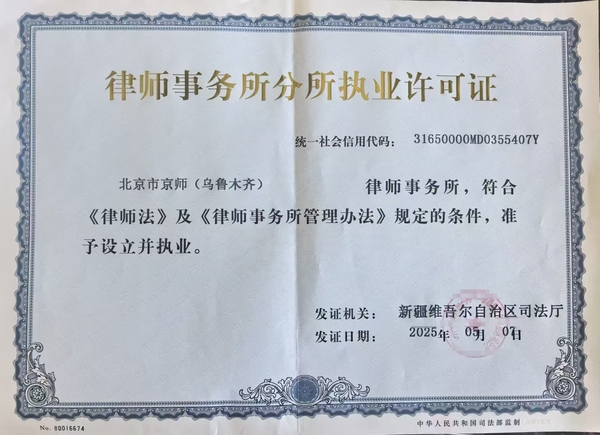 律师事务所分所执业许可证
统一社会信用代码： 31650000MD0355407Y
北京市京师（乌鲁木齐） 律师事务所，符合
《律师法》及《律师事务所管理办法》规定的条件，准
予设立并执业。
发证机关： 新疆维吾尔自治区司法厅
发证日期： 2025年 05月 07日
No. 80016674
中华人民共和国司法部监制